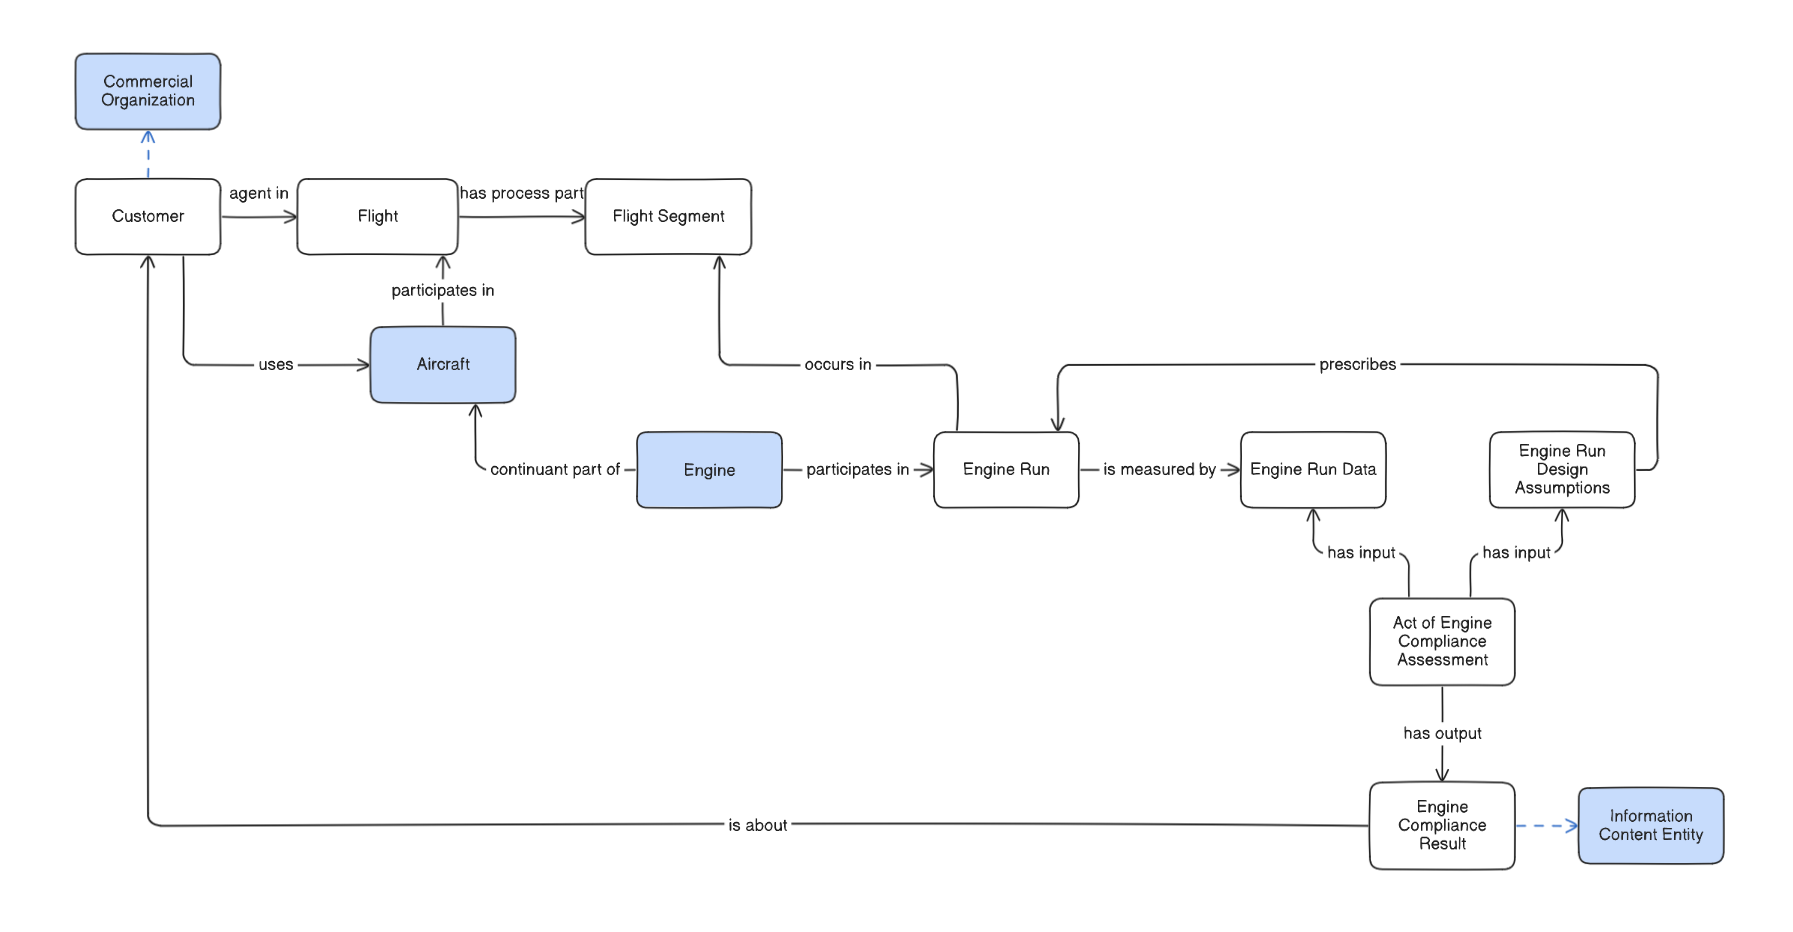 Commercial
Organization
Customer
agent in
Flight
has process part
Flight Segment
participates in
uses
Aircraft
occurs in
prescribes
continuant part of
Engine
participates in
Engine Run
is measured by
Engine Run Data
Engine Run
Design
Assumptions
has input
has input
Act of Engine
Compliance
Assessment
has output
is about
Engine
Compliance
Result
Information
Content Entity